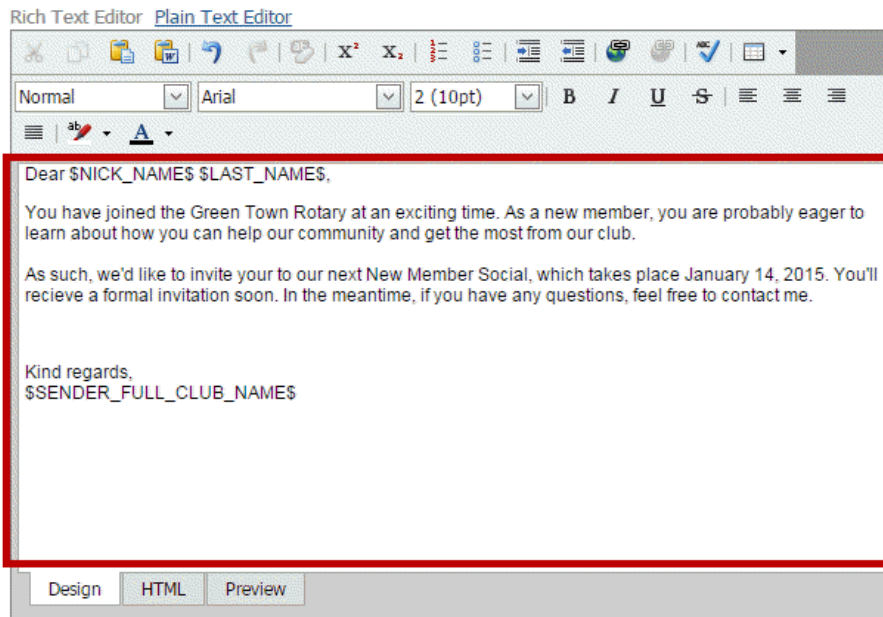 Rich Text Editor Plain Text Editor
X² X₂ ABC
Normal Arial 2 (10pt) B I U S
ab A
Dear $NICK_NAME$ $LAST_NAME$,
You have joined the Green Town Rotary at an exciting time. As a new member, you are probably eager to
learn about how you can help our community and get the most from our club.
As such, we'd like to invite your to our next New Member Social, which takes place January 14, 2015. You'll
recieve a formal invitation soon. In the meantime, if you have any questions, feel free to contact me.
Kind regards,
$SENDER_FULL_CLUB_NAME$
Design HTML Preview